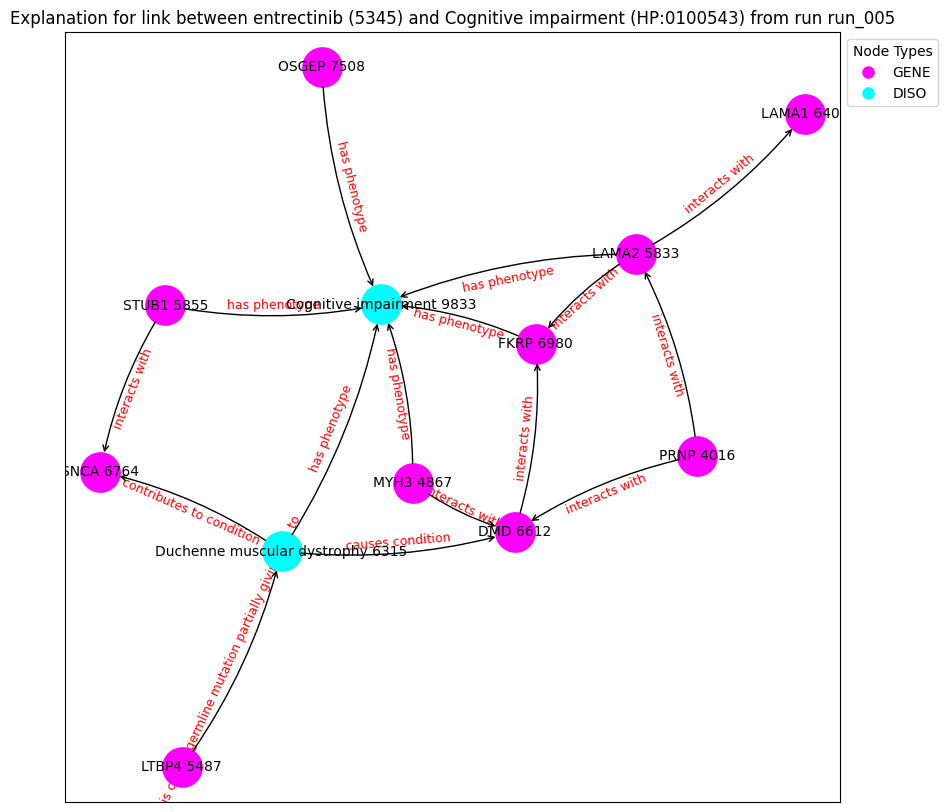 Explanation for link between entrectinib (5345) and Cognitive impairment (HP:0100543) from run run_005
Node Types
GENE
DISO
OSGEP 7508
LAMA1 640
has phenotype
interacts with
LAMA2 5833
has phenotype
interacts with
STUB1 5855
has phenotype
Cognitive impairment 9833
has phenotype
FKRP 6980
interacts with
interacts with
has phenotype
has phenotype
interacts with
PRNP 4016
SNCA 6764
MYH3 4867
interacts with
contributes to condition
interacts with
DMD 6612
causes condition
Duchenne muscular dystrophy 6315
germline mutation partially giving to
LTBP4 5487